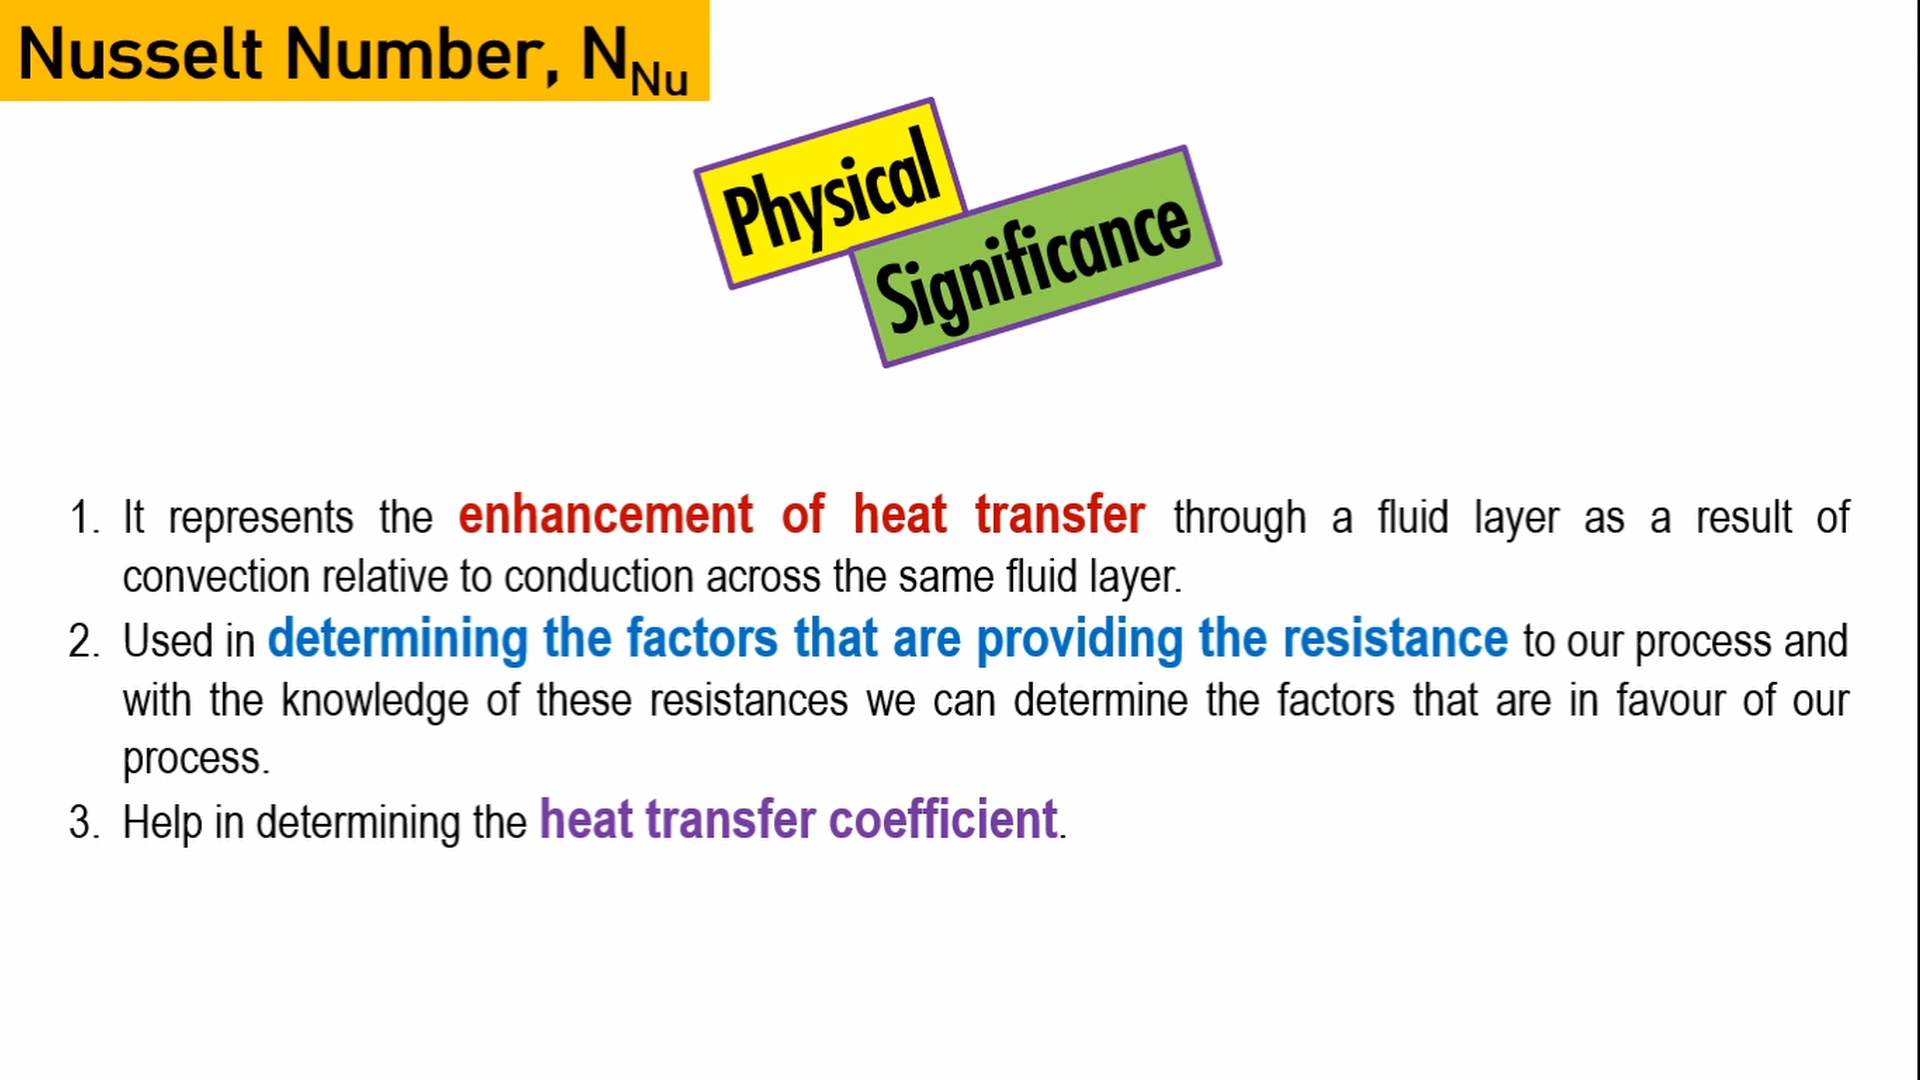 Nusselt Number, NNu
Physical
Significance
1. It represents the enhancement of heat transfer through a fluid layer as a result of
convection relative to conduction across the same fluid layer.
2. Used in determining the factors that are providing the resistance to our process and
with the knowledge of these resistances we can determine the factors that are in favour of our
process.
3. Help in determining the heat transfer coefficient.